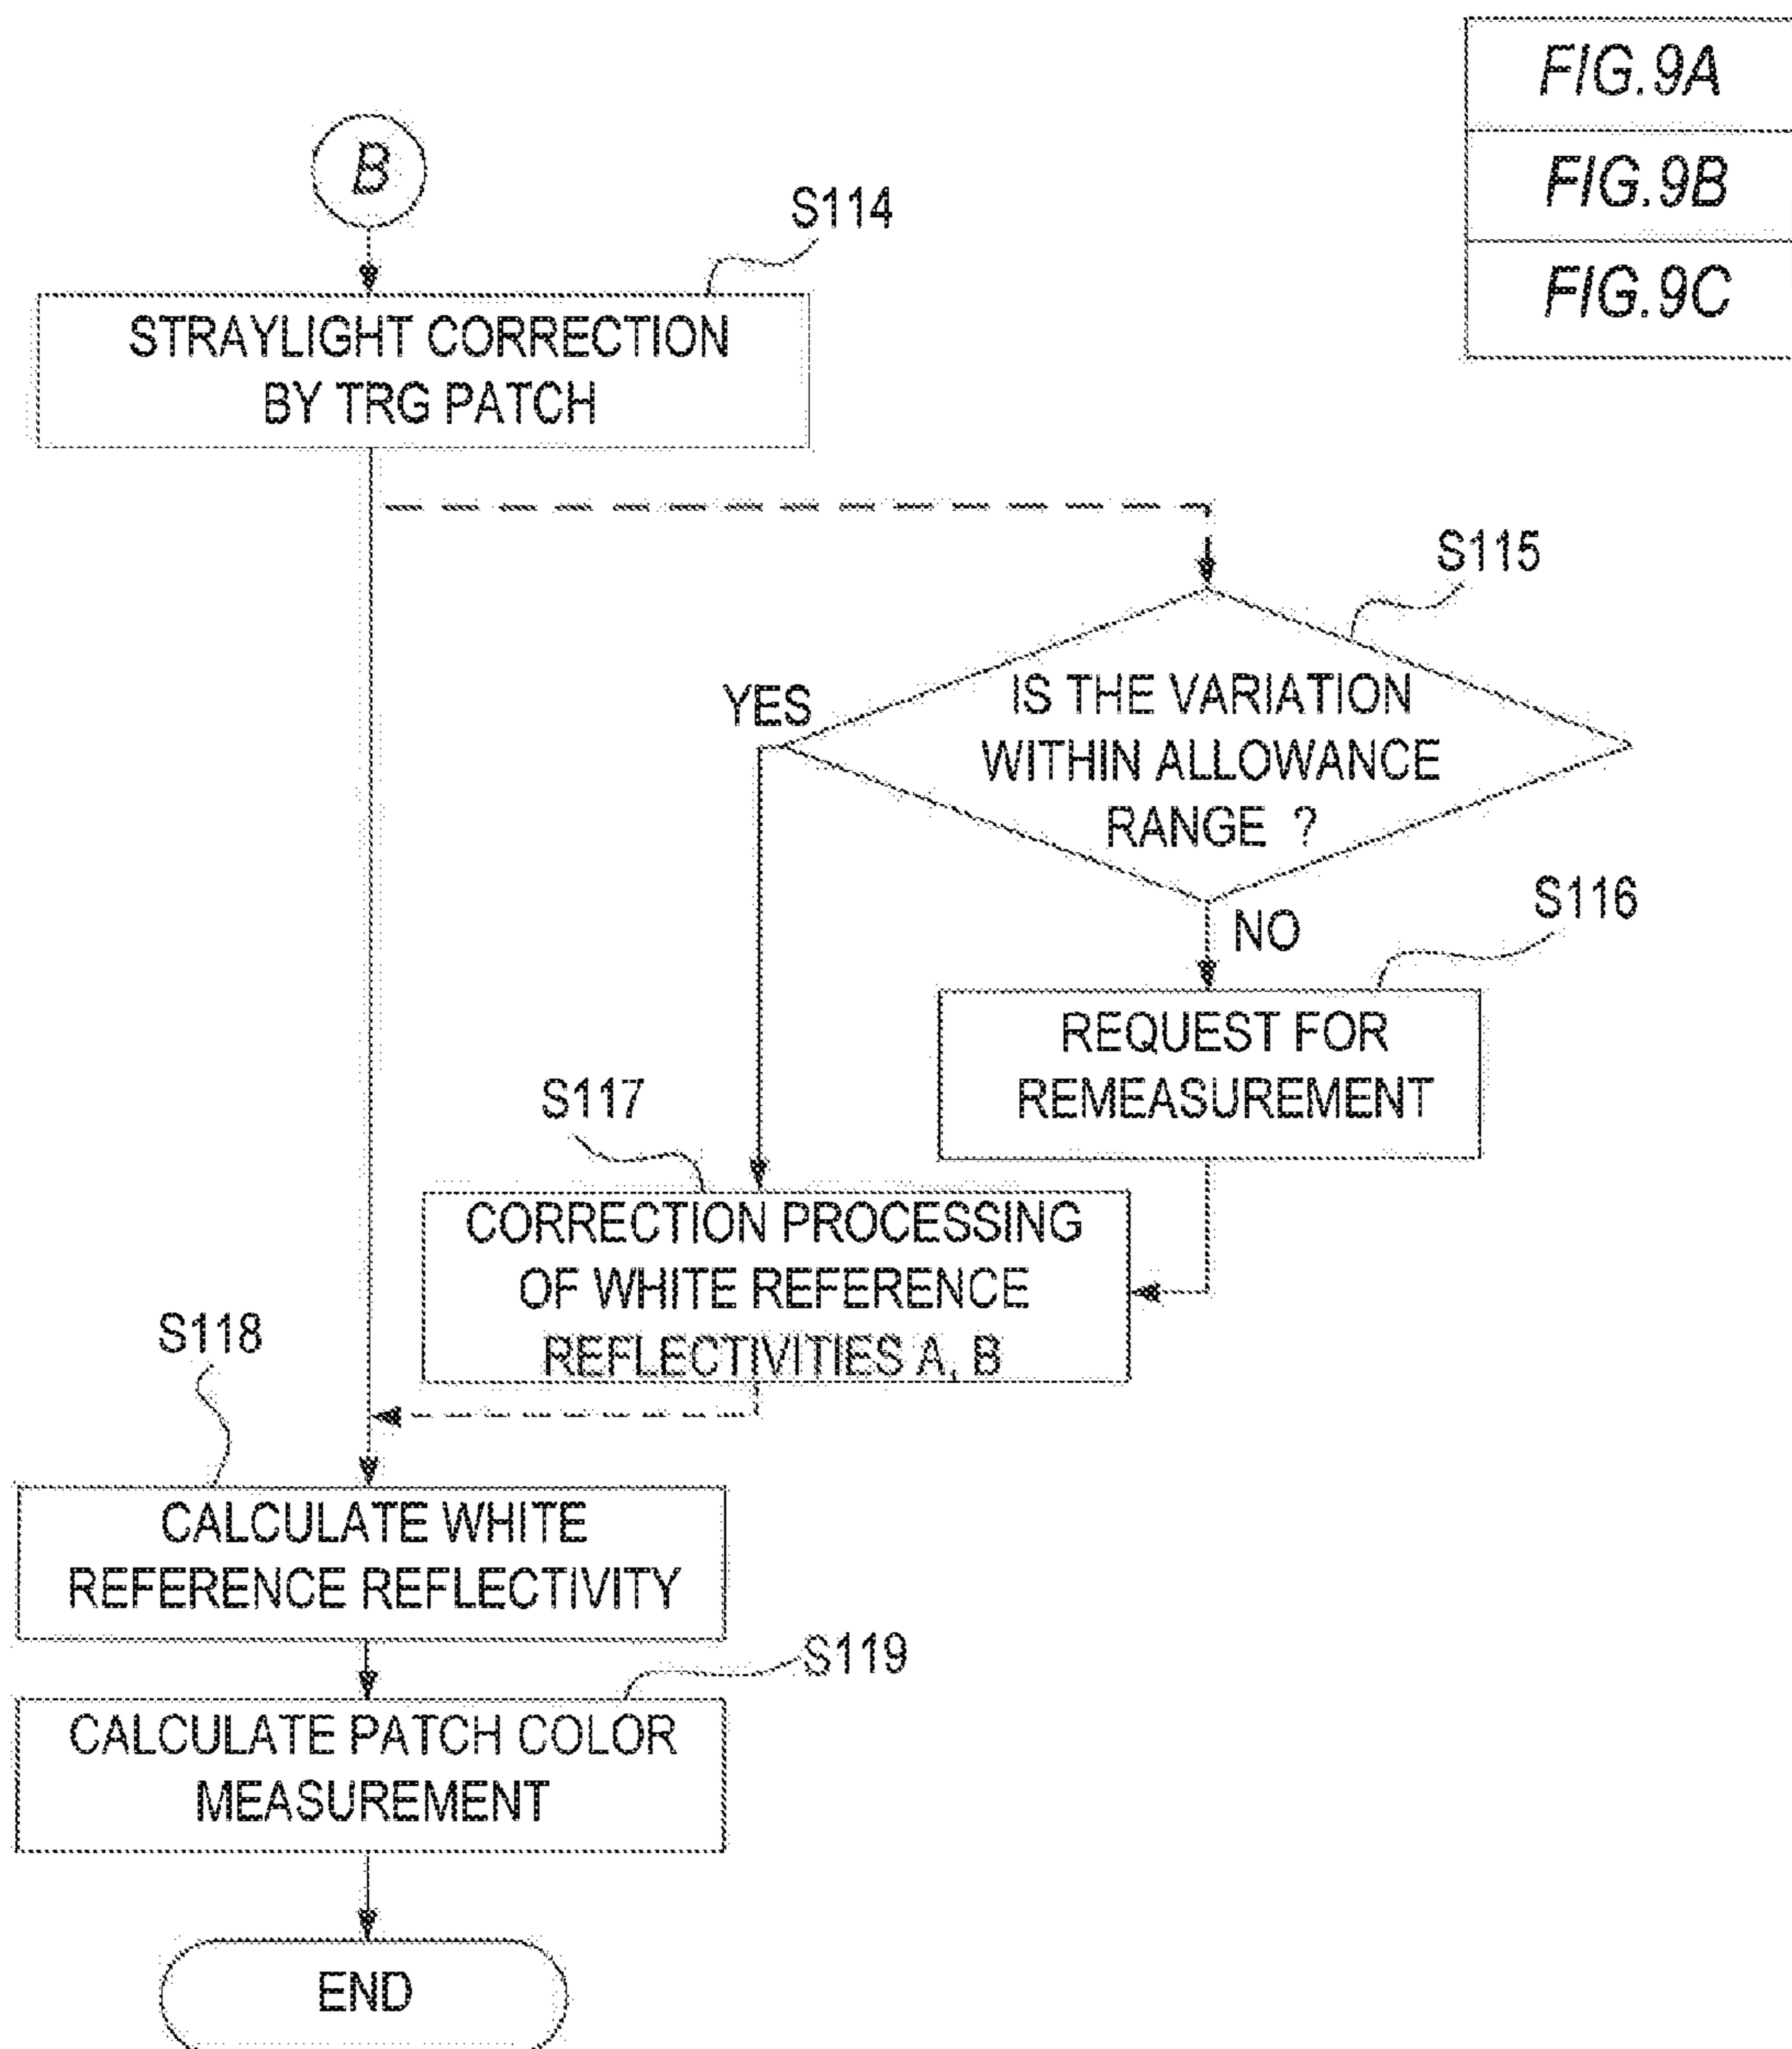 FIG.9A
FIG.9B
FIG.9C
B
S114
STRAYLIGHT CORRECTION
BY TRG PATCH
S115
IS THE VARIATION
WITHIN ALLOWANCE
RANGE ?
YES
NO
S116
REQUEST FOR
REMEASUREMENT
S117
CORRECTION PROCESSING
OF WHITE REFERENCE
REFLECTIVITIES A, B
S118
CALCULATE WHITE
REFERENCE REFLECTIVITY
S119
CALCULATE PATCH COLOR
MEASUREMENT
END